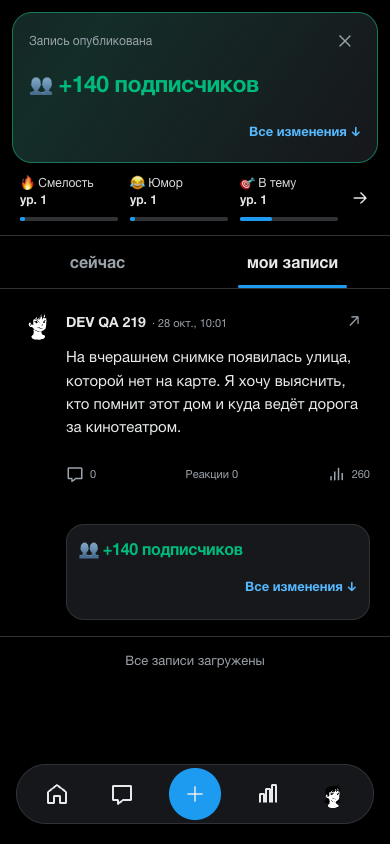 Запись опубликована
👥 +140 подписчиков
Все изменения ↓
🔥 Смелость
ур. 1
😂 Юмор
ур. 1
🎯 В тему
ур. 1
сейчас
мои записи
DEV QA 219 · 28 окт., 10:01
На вчерашнем снимке появилась улица,
которой нет на карте. Я хочу выяснить,
кто помнит этот дом и куда ведёт дорога
за кинотеатром.
0
Реакции 0
260
👥 +140 подписчиков
Все изменения ↓
Все записи загружены